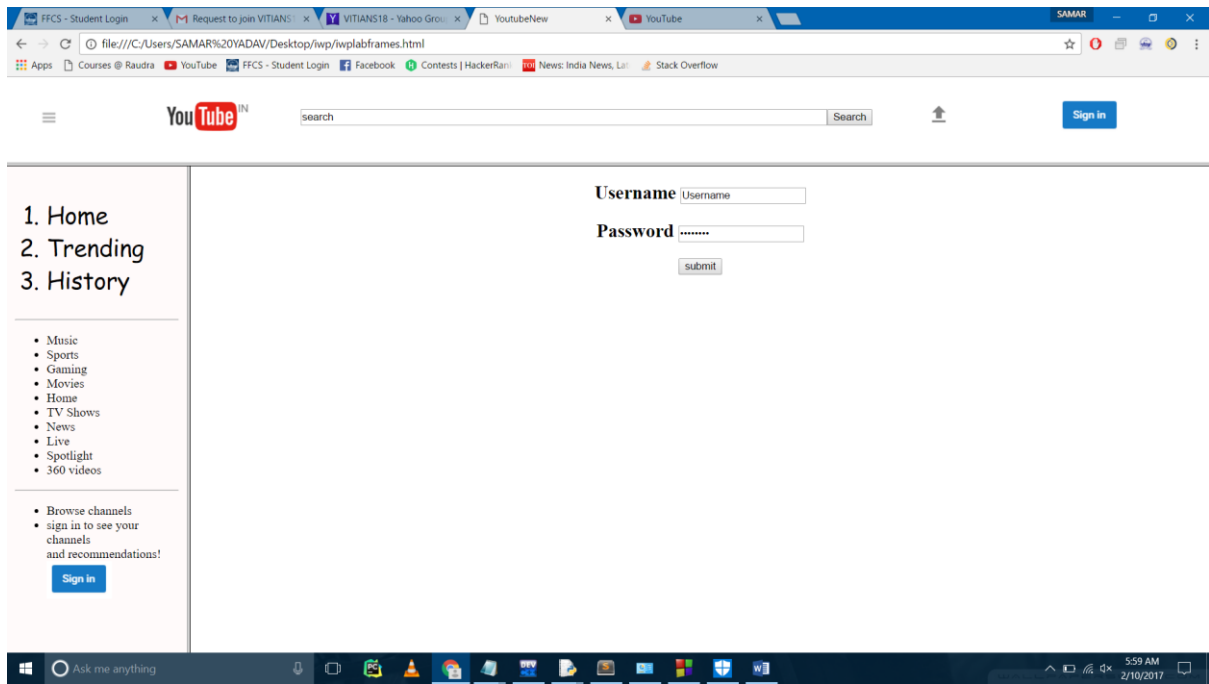 FFCS - Student Login
Request to join VITIANS
VITIANS18 - Yahoo Grou
YoutubeNew
YouTube
SAMAR
file:///C:/Users/SAMAR%20YADAV/Desktop/iwp/iwplabframes.html
Apps Courses @ Raudra YouTube FFCS - Student Login Facebook Contests | HackerRan TOI News: India News, Lat Stack Overflow
YouTube IN search Search Sign in
Username Username
Password ••••••••
submit
1. Home
2. Trending
3. History
• Music
• Sports
• Gaming
• Movies
• Home
• TV Shows
• News
• Live
• Spotlight
• 360 videos
• Browse channels
• sign in to see your
channels
and recommendations!
Sign in
Ask me anything
5:59 AM
2/10/2017